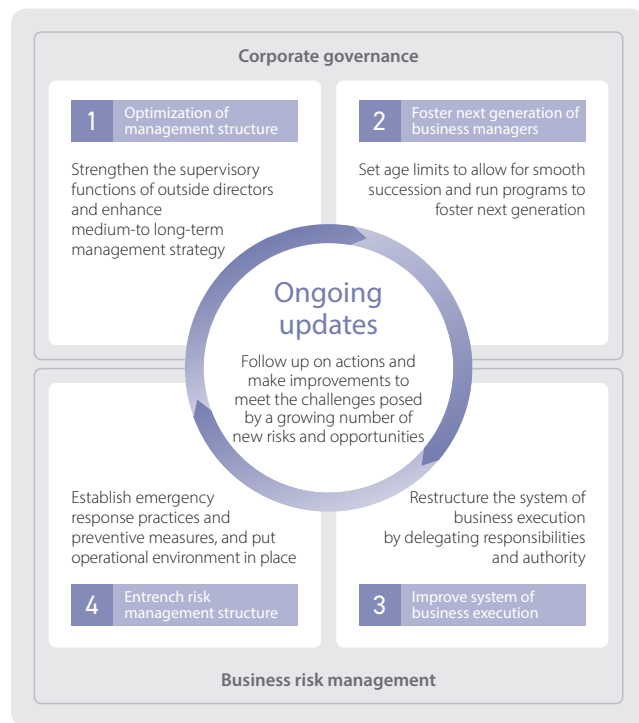 Corporate governance
1
Optimization of
management structure
Strengthen the supervisory
functions of outside directors
and enhance
medium-to long-term
management strategy
2
Foster next generation of
business managers
Set age limits to allow for smooth
succession and run programs to
foster next generation
Ongoing
updates
Follow up on actions and
make improvements to
meet the challenges posed
by a growing number of
new risks and opportunities
Establish emergency
response practices and
preventive measures, and put
operational environment in place
4
Entrench risk
management structure
Restructure the system of
business execution
by delegating responsibilities
and authority
3
Improve system of
business execution
Business risk management